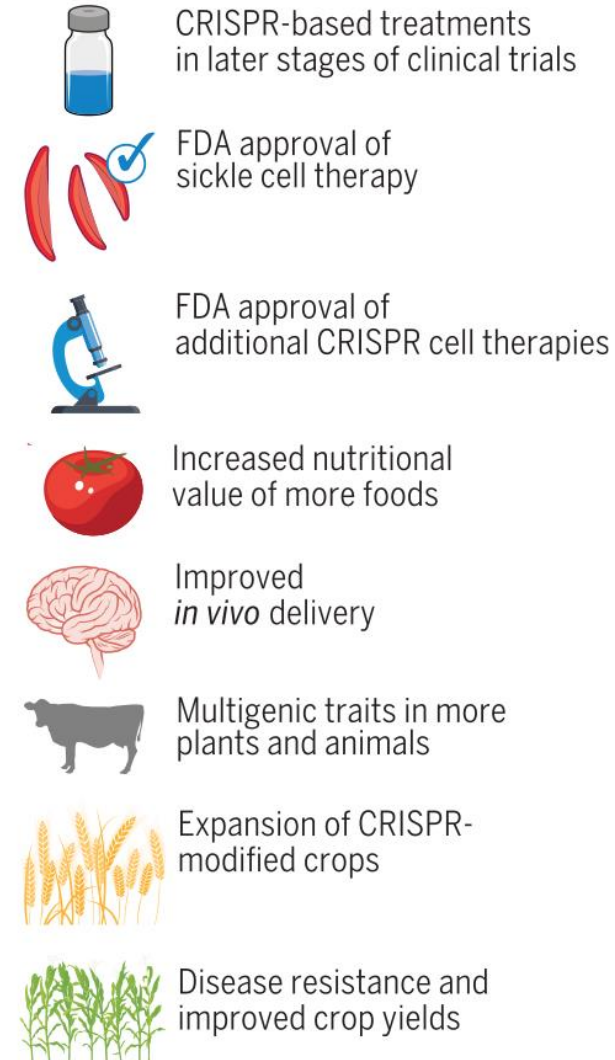 CRISPR-based treatments
in later stages of clinical trials
FDA approval of
sickle cell therapy
FDA approval of
additional CRISPR cell therapies
Increased nutritional
value of more foods
Improved
in vivo delivery
Multigenic traits in more
plants and animals
Expansion of CRISPR-
modified crops
Disease resistance and
improved crop yields